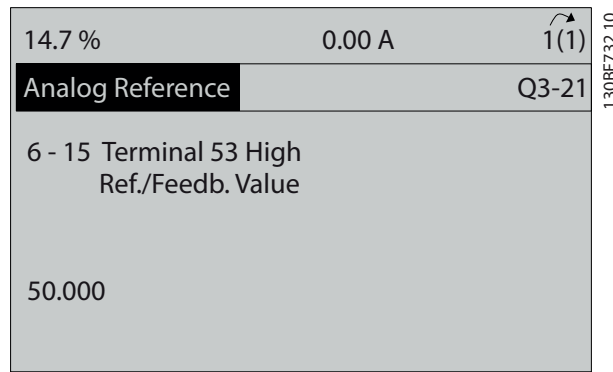 14.7 % 0.00 A 1(1)
Analog Reference Q3-21
6 - 15 Terminal 53 High
Ref./Feedb. Value
50.000
130BF732.10